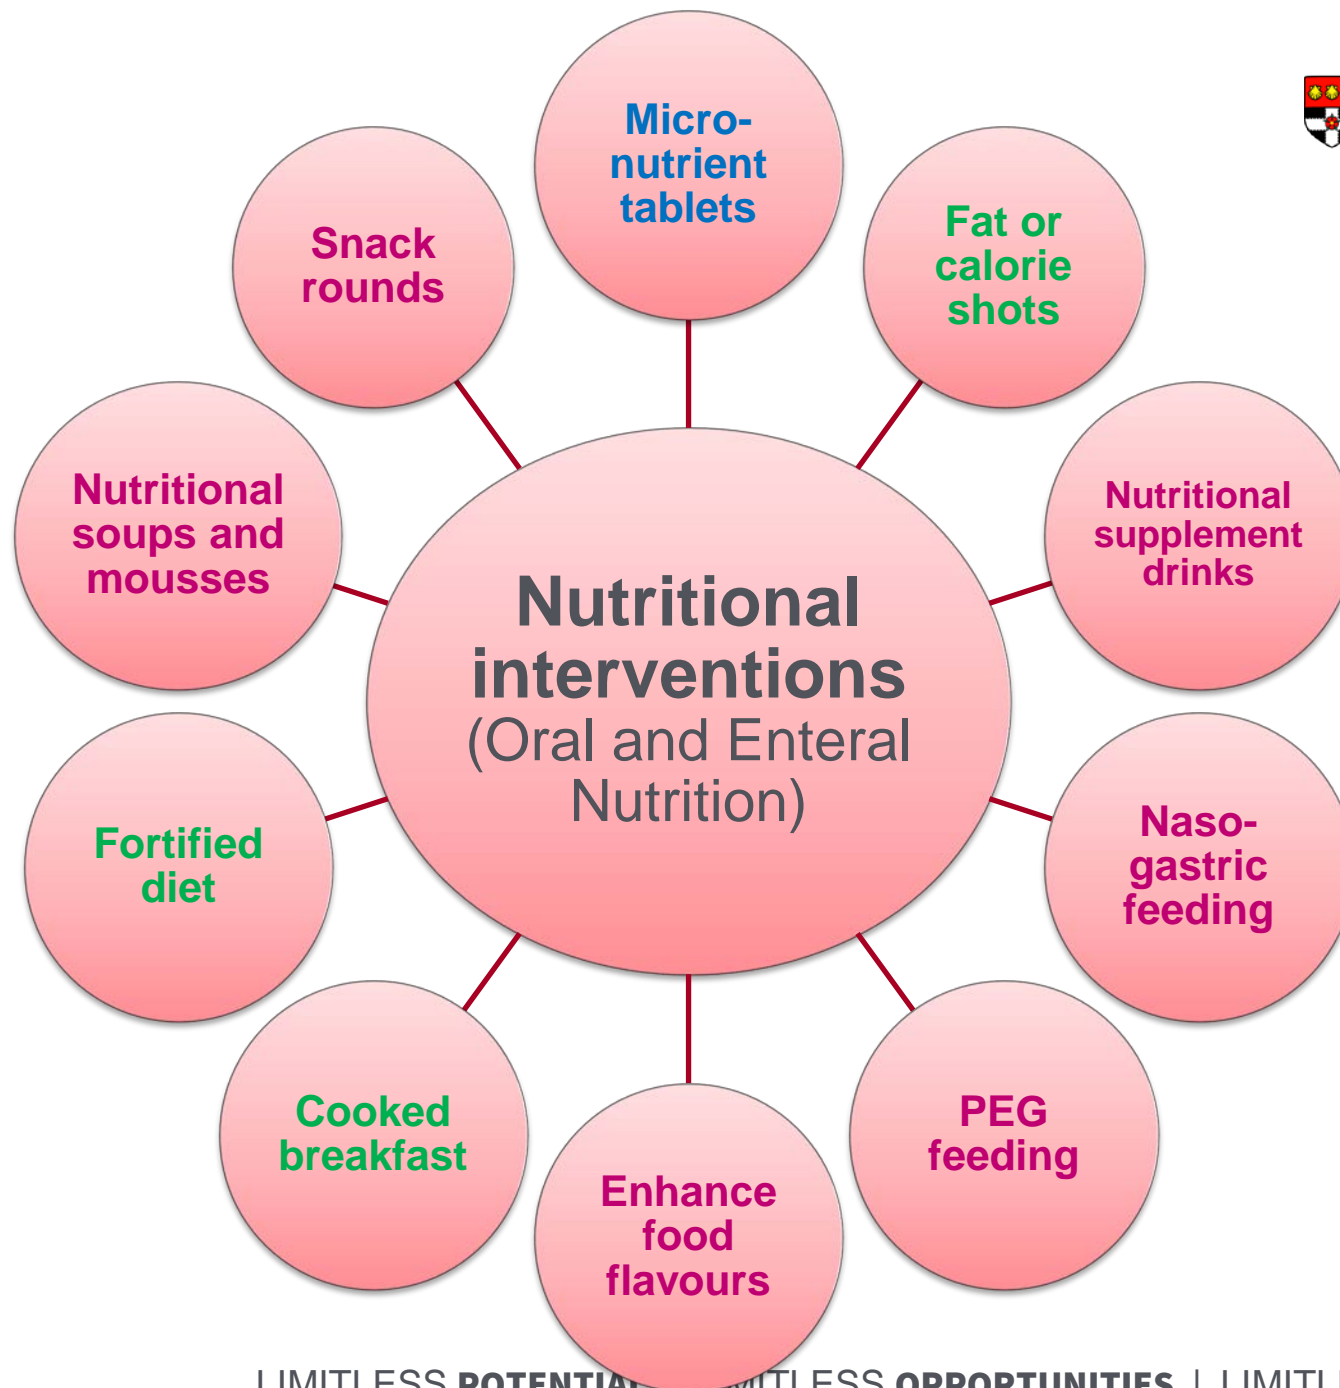 Micro-
nutrient
tablets
Fat or
calorie
shots
Nutritional
supplement
drinks
Naso-
gastric
feeding
PEG
feeding
Enhance
food
flavours
Cooked
breakfast
Fortified
diet
Nutritional
soups and
mousses
Snack
rounds
Nutritional
interventions
(Oral and Enteral
Nutrition)
LIMITLESS POTENTIAL OPPORTUNITIES |